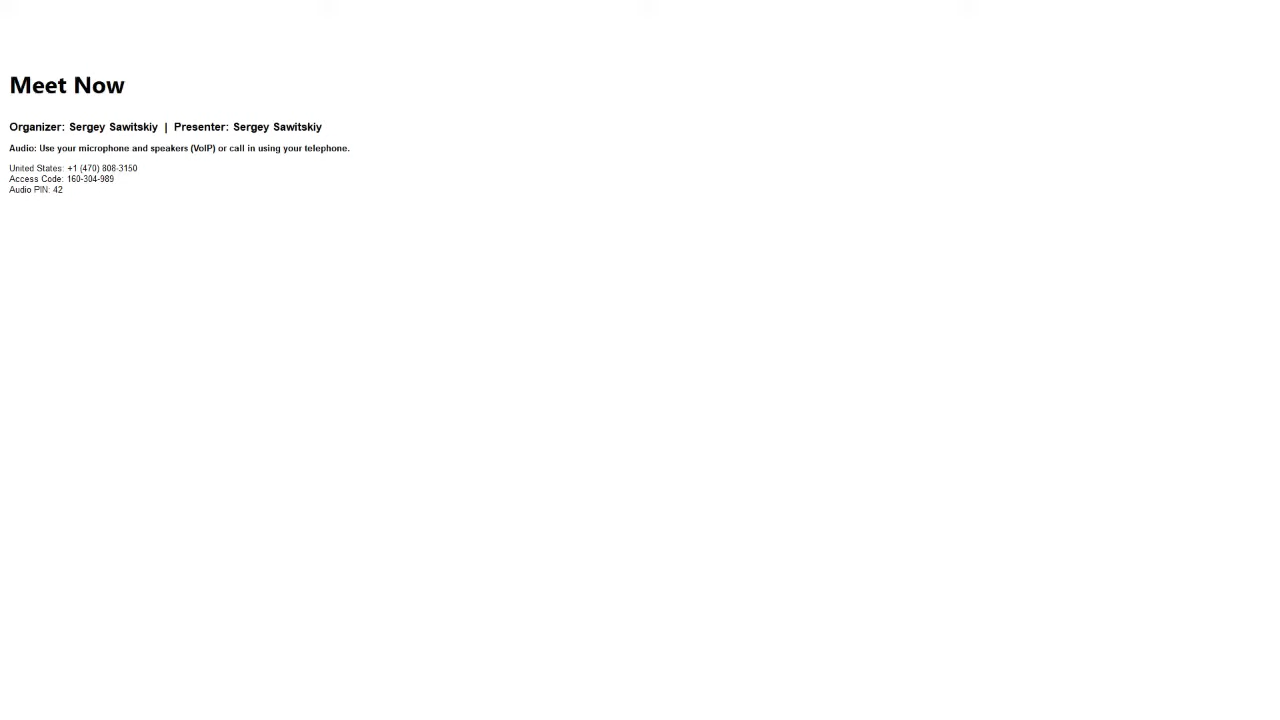 Meet Now
Organizer: Sergey Sawitskiy | Presenter: Sergey Sawitskiy
Audio: Use your microphone and speakers (VoIP) or call in using your telephone.
United States: +1 (470) 808-3150
Access Code: 160-304-989
Audio PIN: 42